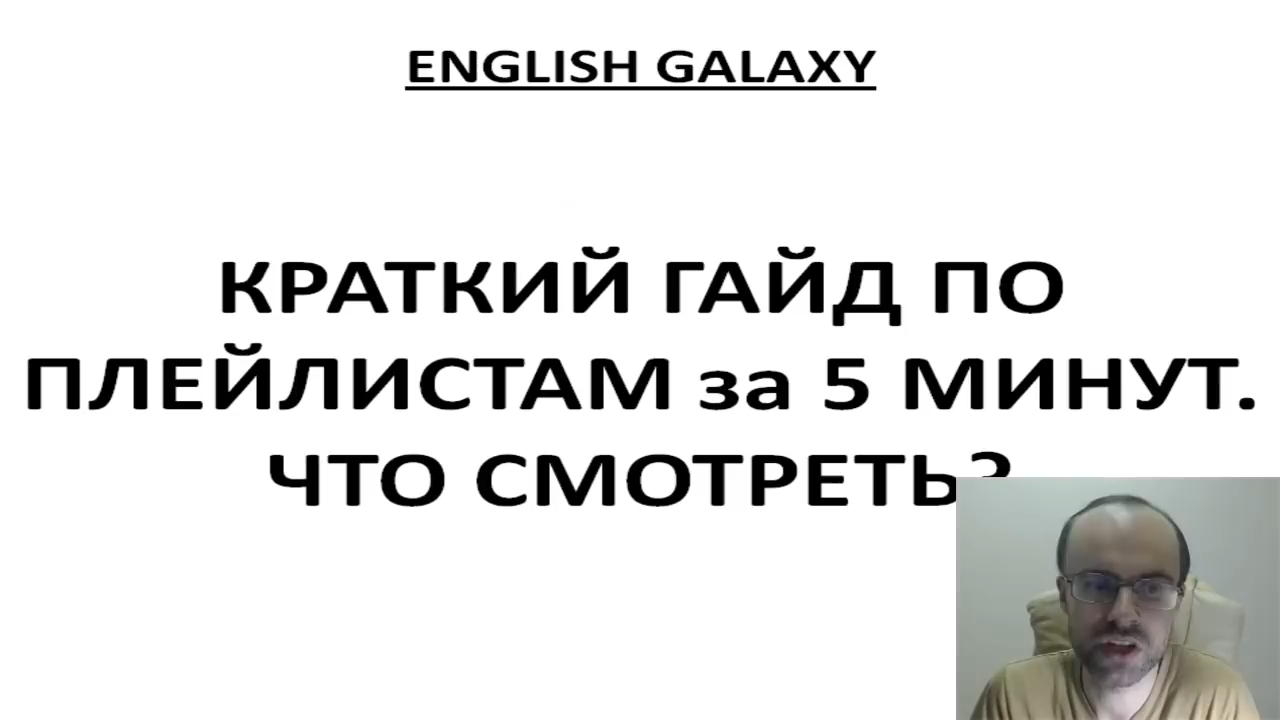 ENGLISH GALAXY
КРАТКИЙ ГАЙД ПО
ПЛЕЙЛИСТАМ за 5 МИНУТ.
ЧТО СМОТРЕТЬ?